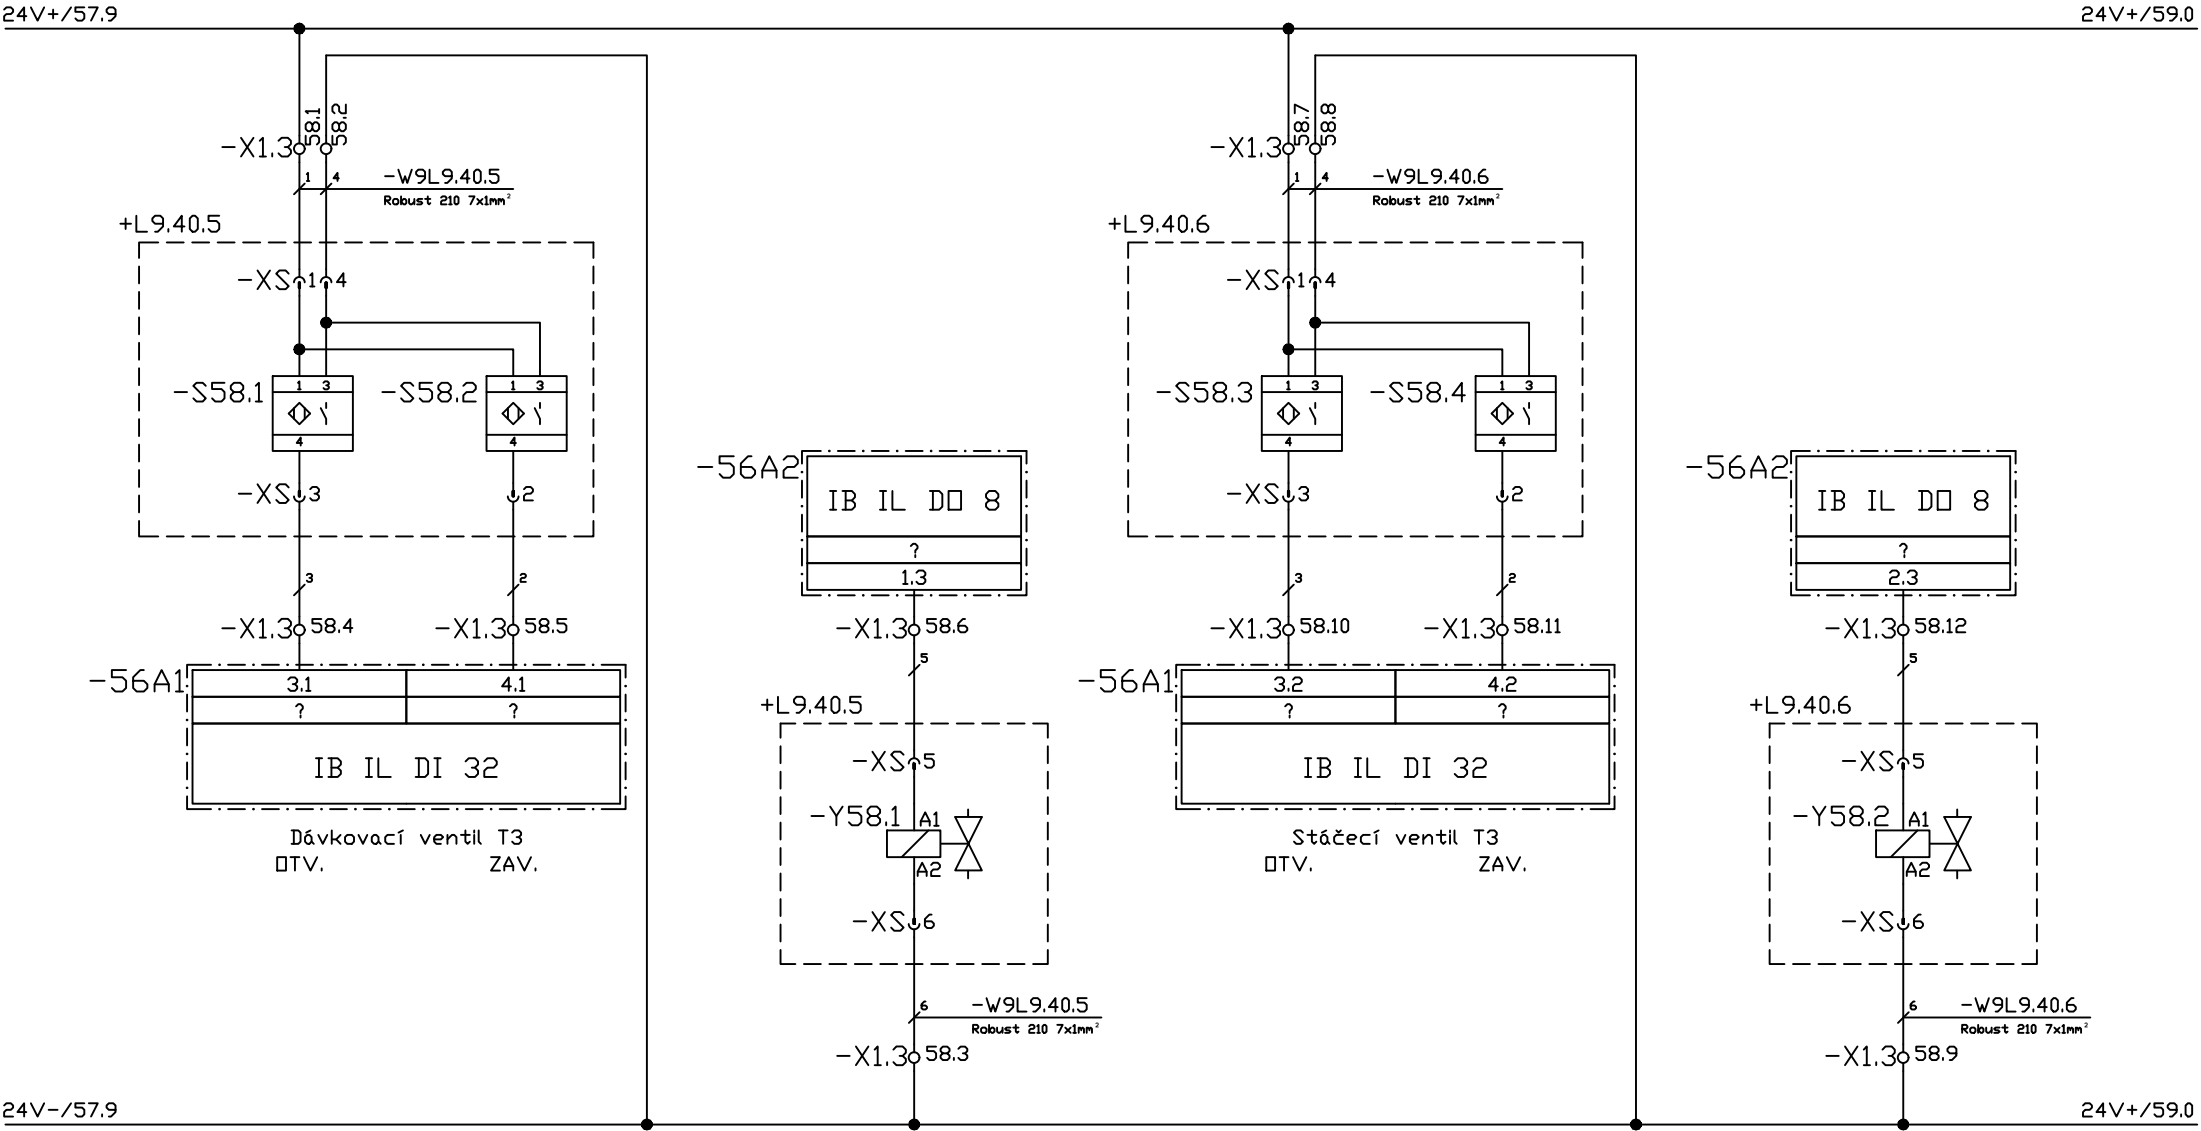 24V+/57.9
24V+/59.0
58.1
58.2
-X1.3
1
4
-W9L9.40.5
Robust 210 7x1mm²
+L9.40.5
-XS 1 4
-S58.1
1 3
4
-S58.2
1 3
4
-XS 3
2
3
2
-X1.3 58.4
-X1.3 58.5
-56A1
3.1
4.1
?
?
IB IL DI 32
Dávkovací ventil T3
OTV.
ZAV.
-56A2
IB IL DO 8
?
1.3
-X1.3 58.6
5
+L9.40.5
-XS 5
-Y58.1
A1
A2
-XS 6
6
-W9L9.40.5
Robust 210 7x1mm²
-X1.3 58.3
58.7
58.8
-X1.3
1
4
-W9L9.40.6
Robust 210 7x1mm²
+L9.40.6
-XS 1 4
-S58.3
1 3
4
-S58.4
1 3
4
-XS 3
2
3
2
-X1.3 58.10
-X1.3 58.11
-56A1
3.2
4.2
?
?
IB IL DI 32
Stáčecí ventil T3
OTV.
ZAV.
-56A2
IB IL DO 8
?
2.3
-X1.3 58.12
5
+L9.40.6
-XS 5
-Y58.2
A1
A2
-XS 6
6
-W9L9.40.6
Robust 210 7x1mm²
-X1.3 58.9
24V-/57.9
24V+/59.0